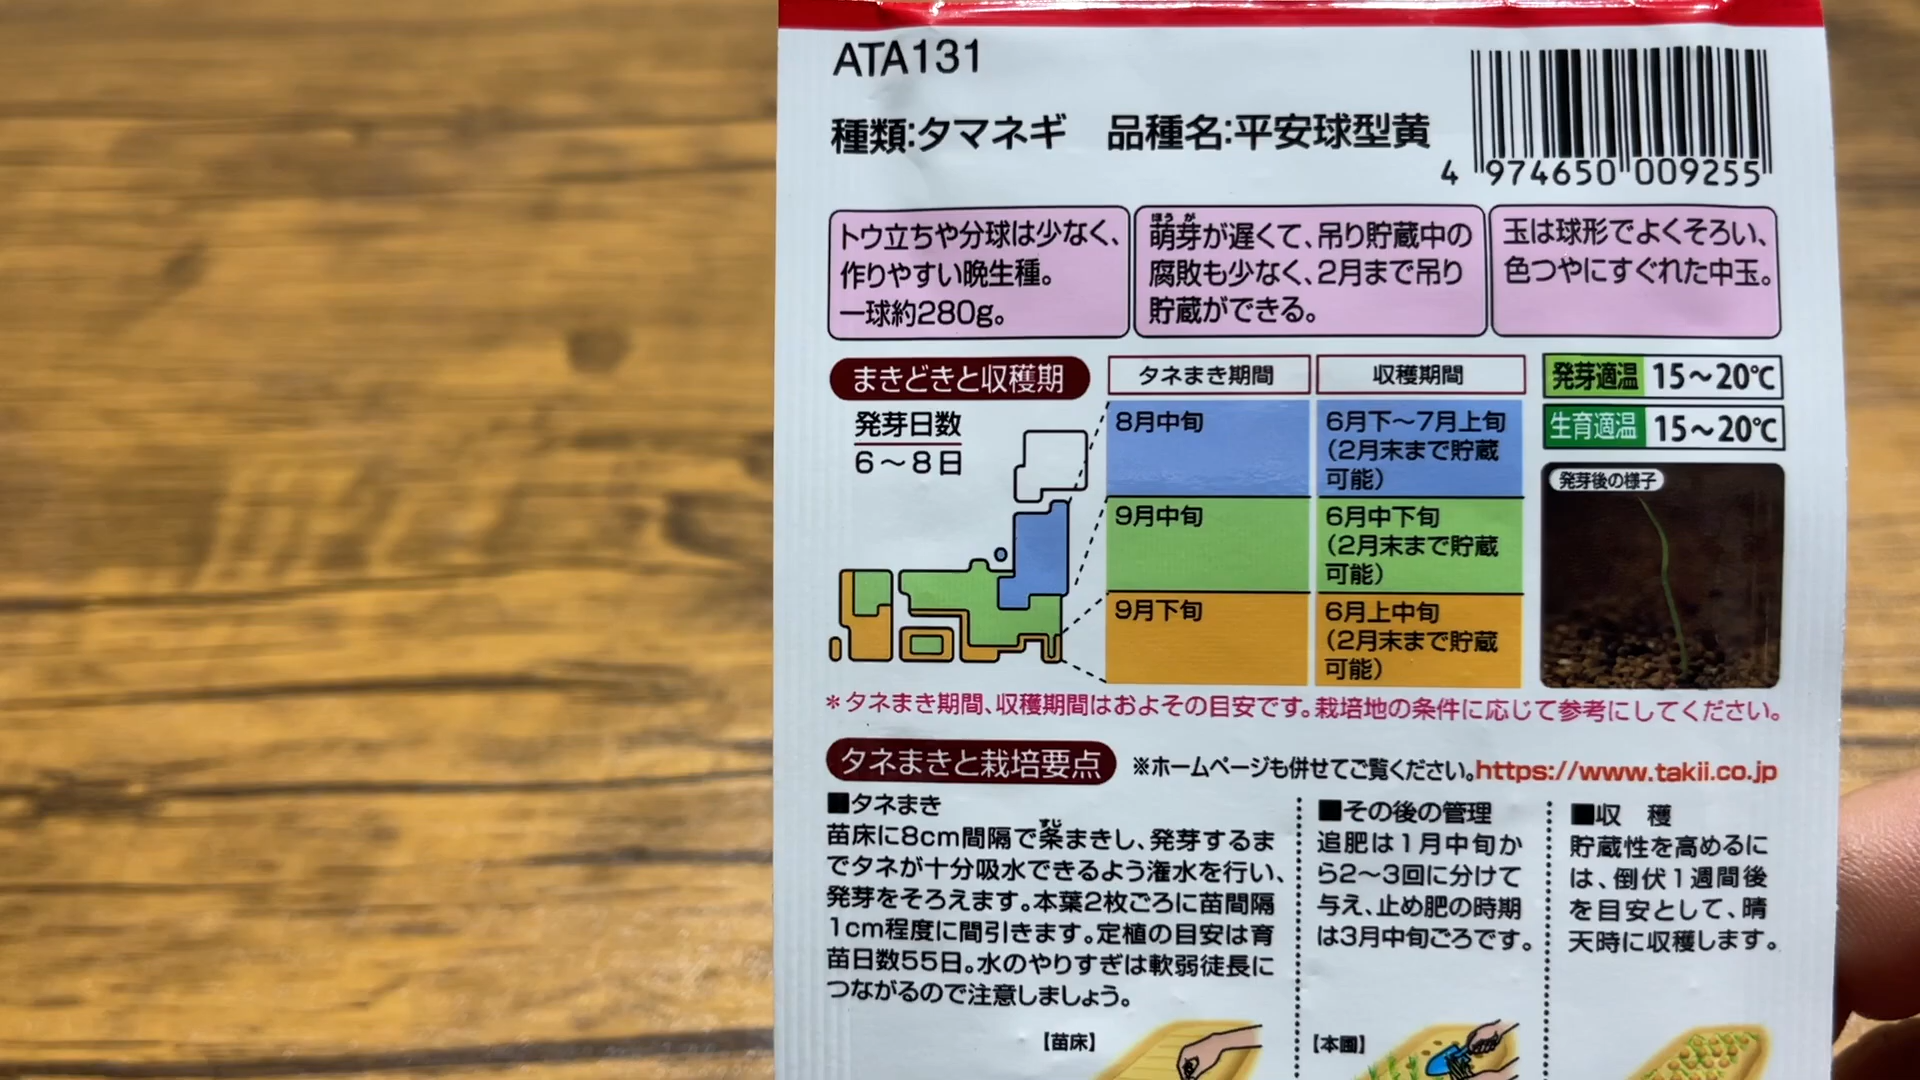 ATA131
種類:タマネギ 品種名:平安球型黄
4 974650 009255
トウ立ちや分球は少なく、
作りやすい晩生種。
一球約280g。
ほう が
萌芽が遅くて、吊り貯蔵中の
腐敗も少なく、2月まで吊り
貯蔵ができる。
玉は球形でよくそろい、
色つやにすぐれた中玉。
まきどきと収穫期
発芽日数
6～8日
タネまき期間 収穫期間
8月中旬
6月下～7月上旬
(2月末まで貯蔵
可能)
9月中旬
6月中下旬
(2月末まで貯蔵
可能)
9月下旬
6月上中旬
(2月末まで貯蔵
可能)
発芽適温 15～20℃
生育適温 15～20℃
発芽後の様子
＊タネまき期間、収穫期間はおよその目安です。栽培地の条件に応じて参考にしてください。
タネまきと栽培要点 ※ホームページも併せてご覧ください。https://www.takii.co.jp
■タネまき
すじ
苗床に8cm間隔で条まきし、発芽するま
でタネが十分吸水できるよう潅水を行い、
発芽をそろえます。本葉2枚ごろに苗間隔
1cm程度に間引きます。定植の目安は育
苗日数55日。水のやりすぎは軟弱徒長に
つながるので注意しましょう。
【苗床】
■その後の管理
追肥は1月中旬か
ら2～3回に分けて
与え、止め肥の時期
は3月中旬ごろです。
【本圃】
■収 穫
貯蔵性を高めるに
は、倒伏1週間後
を目安として、晴
天時に収穫します。